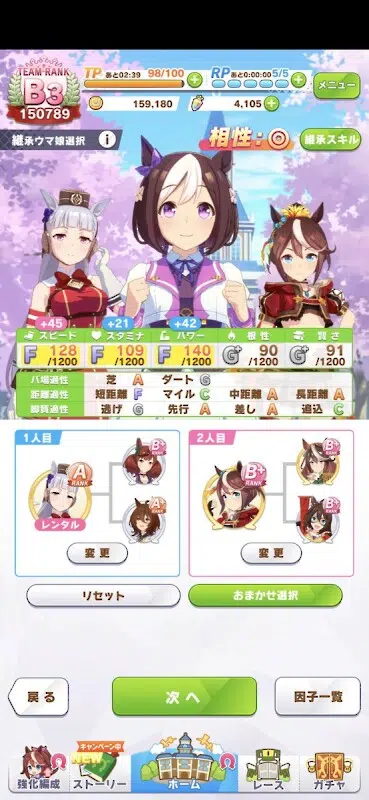 TEAM RANK
B3
150789
TP あと02:39 98/100
RP あと0:00:00 5/5
メニュー
159,180
4,105
継承ウマ娘選択
相性:◎
継承スキル
+45 +21 +42
スピード スタミナ パワー 根性 賢さ
F 128 /1200 F 109 /1200 F 140 /1200 G+ 90 /1200 G+ 91 /1200
バ場適性 芝 A ダート G
距離適性 短距離 F マイル C 中距離 A 長距離 A
脚質適性 逃げ G 先行 A 差し A 追込 C
1人目
2人目
A RANK
B+ RANK
A RANK
レンタル
B+ RANK
B+ RANK
B+ RANK
変更
変更
リセット
おまかせ選択
戻る
次へ
因子一覧
キャンペーン中
NEW
強化編成
ストーリー
ホーム
レース
ガチャ